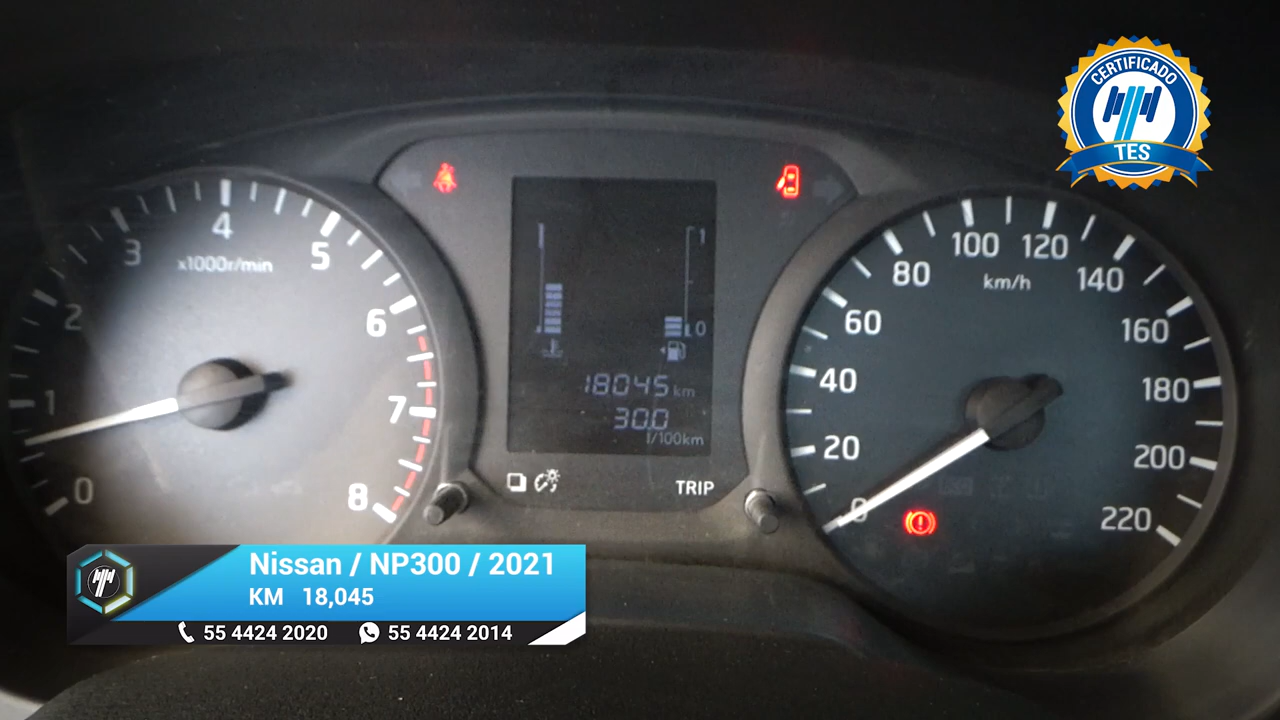 CERTIFICADO
TES
0
1
2
3
4
5
6
7
8
x1000r/min
1
0
18045 km
30.0
l/100km
TRIP
0
20
40
60
80
100
120
140
160
180
200
220
km/h
Nissan / NP300 / 2021
KM 18,045
55 4424 2020 55 4424 2014